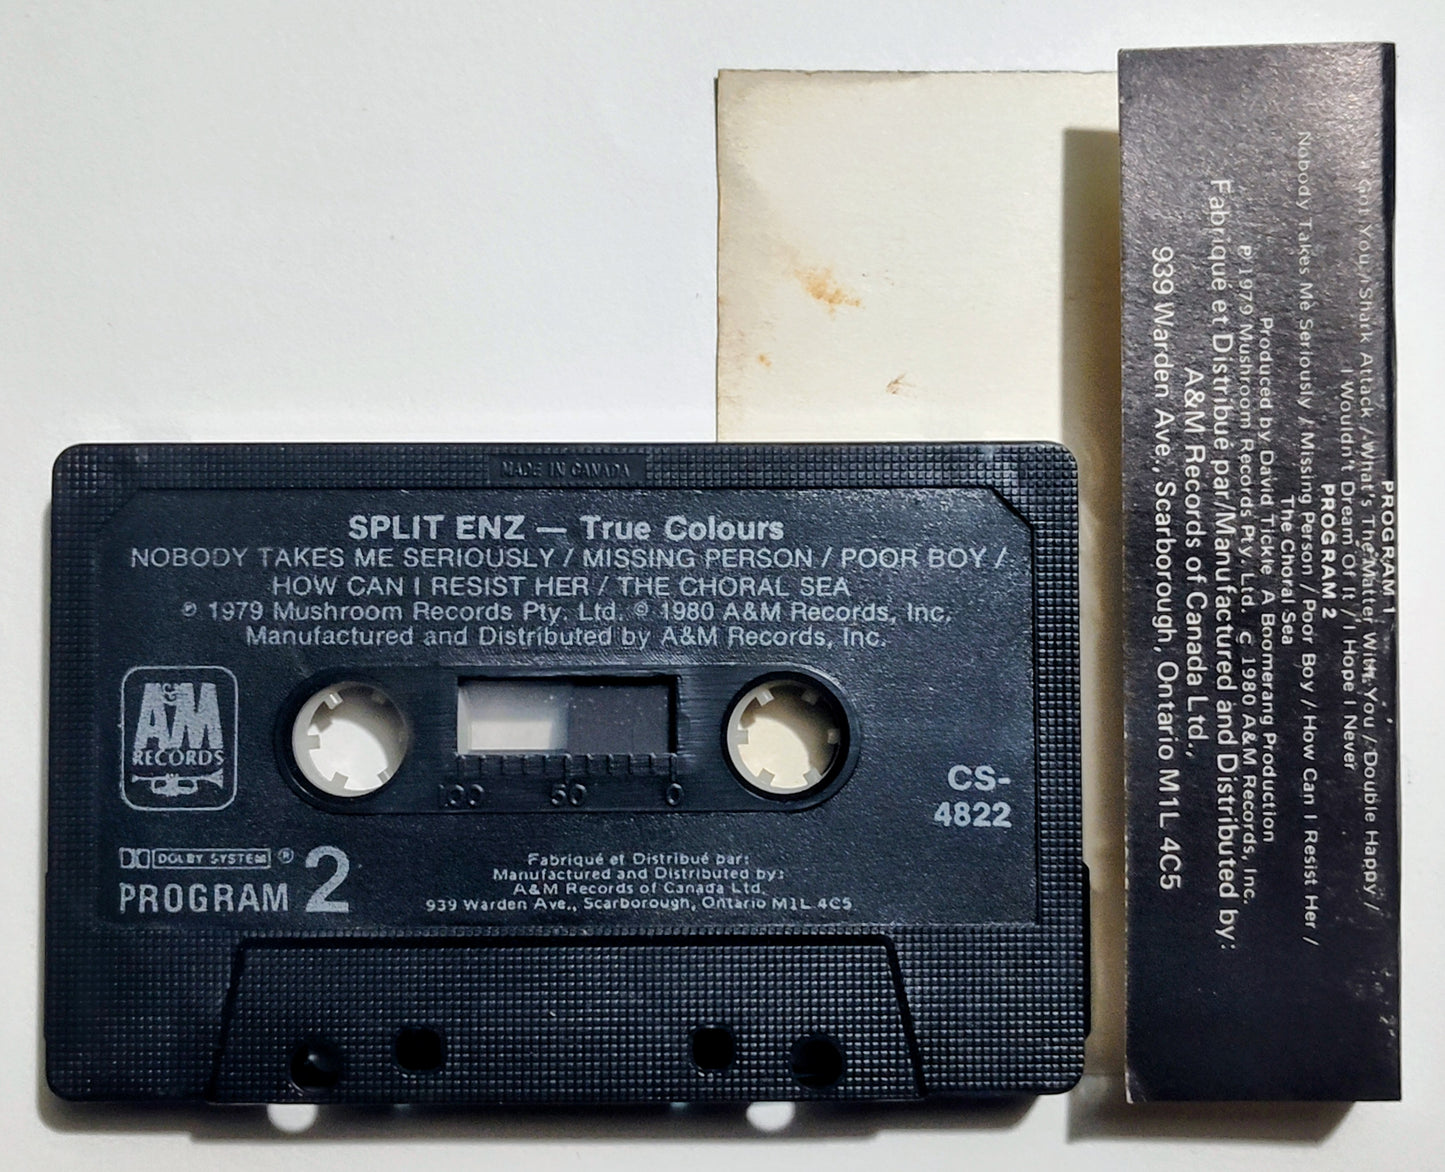 MADE IN CANADA
SPLIT ENZ — True Colours
NOBODY TAKES ME SERIOUSLY / MISSING PERSON / POOR BOY /
HOW CAN I RESIST HER / THE CHORAL SEA
℗ 1979 Mushroom Records Pty. Ltd. © 1980 A&M Records, Inc.
Manufactured and Distributed by A&M Records, Inc.
A&M
RECORDS
100 50 0
CS-
4822
DOLBY SYSTEM ®
PROGRAM 2
Fabriqué et Distribué par:
Manufactured and Distributed by:
A&M Records of Canada Ltd.
939 Warden Ave., Scarborough, Ontario M1L 4C5
PROGRAM 1
I Got You / Shark Attack / What's The Matter With You / Double Happy /
I Wouldn't Dream Of It / I Hope I Never
PROGRAM 2
Nobody Takes Me Seriously / Missing Person / Poor Boy / How Can I Resist Her /
The Choral Sea
Produced by David Tickle. A Boomerang Production
℗ 1979 Mushroom Records Pty. Ltd. © 1980 A&M Records, Inc.
Fabriqué et Distribué par/Manufactured and Distributed by:
A&M Records of Canada Ltd.,
939 Warden Ave., Scarborough, Ontario M1L 4C5